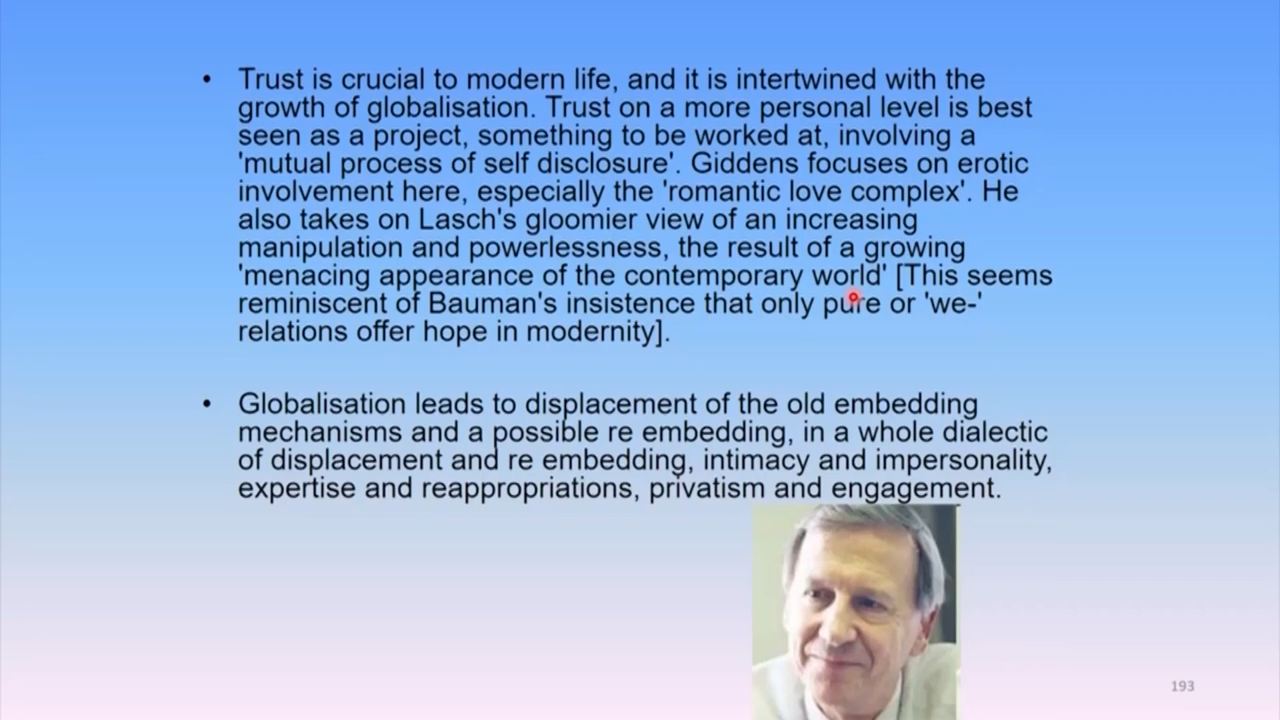 • Trust is crucial to modern life, and it is intertwined with the
growth of globalisation. Trust on a more personal level is best
seen as a project, something to be worked at, involving a
'mutual process of self disclosure'. Giddens focuses on erotic
involvement here, especially the 'romantic love complex'. He
also takes on Lasch's gloomier view of an increasing
manipulation and powerlessness, the result of a growing
'menacing appearance of the contemporary world' [This seems
reminiscent of Bauman's insistence that only pure or 'we-'
relations offer hope in modernity].
• Globalisation leads to displacement of the old embedding
mechanisms and a possible re embedding, in a whole dialectic
of displacement and re embedding, intimacy and impersonality,
expertise and reappropriations, privatism and engagement.
193